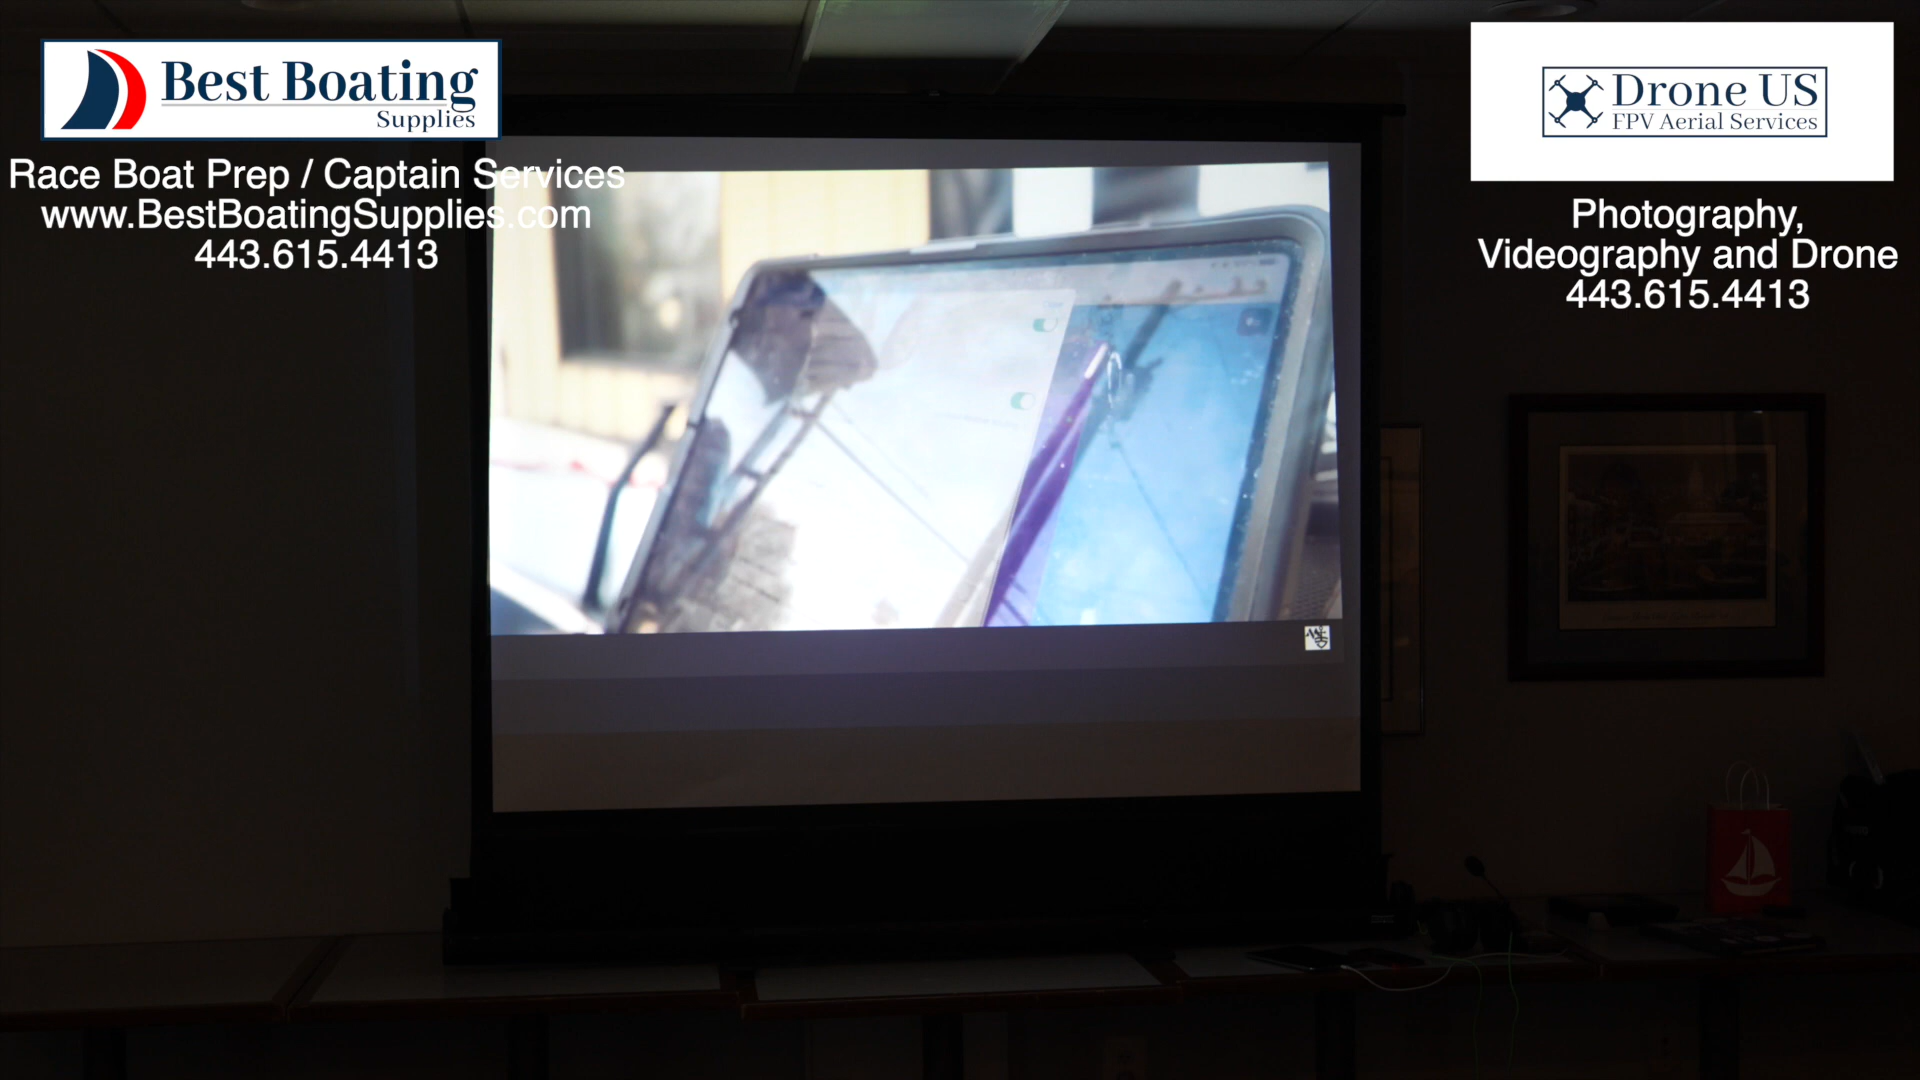 Best Boating
Supplies
Race Boat Prep / Captain Services
www.BestBoatingSupplies.com
443.615.4413
Drone US
FPV Aerial Services
Photography,
Videography and Drone
443.615.4413